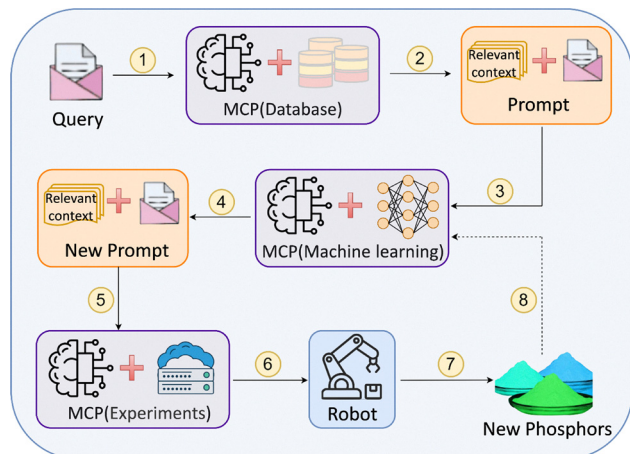 1
2
Relevant
context
Query
MCP(Database)
Prompt
3
4
Relevant
context
New Prompt
MCP(Machine learning)
5
8
6
7
MCP(Experiments)
Robot
New Phosphors